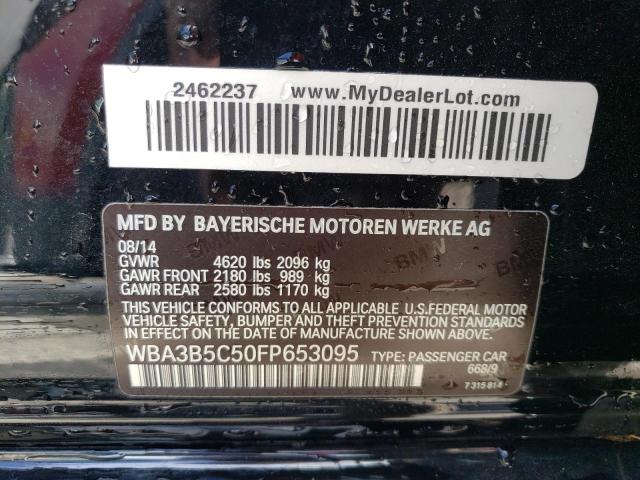 2462237 www.MyDealerLot.com
MFD BY BAYERISCHE MOTOREN WERKE AG
08/14
GVWR 4620 lbs 2096 kg
GAWR FRONT 2180 lbs 989 kg
GAWR REAR 2580 lbs 1170 kg
THIS VEHICLE CONFORMS TO ALL APPLICABLE U.S.FEDERAL MOTOR
VEHICLE SAFETY, BUMPER AND THEFT PREVENTION STANDARDS
IN EFFECT ON THE DATE OF MANUFACTURE SHOWN ABOVE.
WBA3B5C50FP653095 TYPE: PASSENGER CAR
668/9
7 315 814